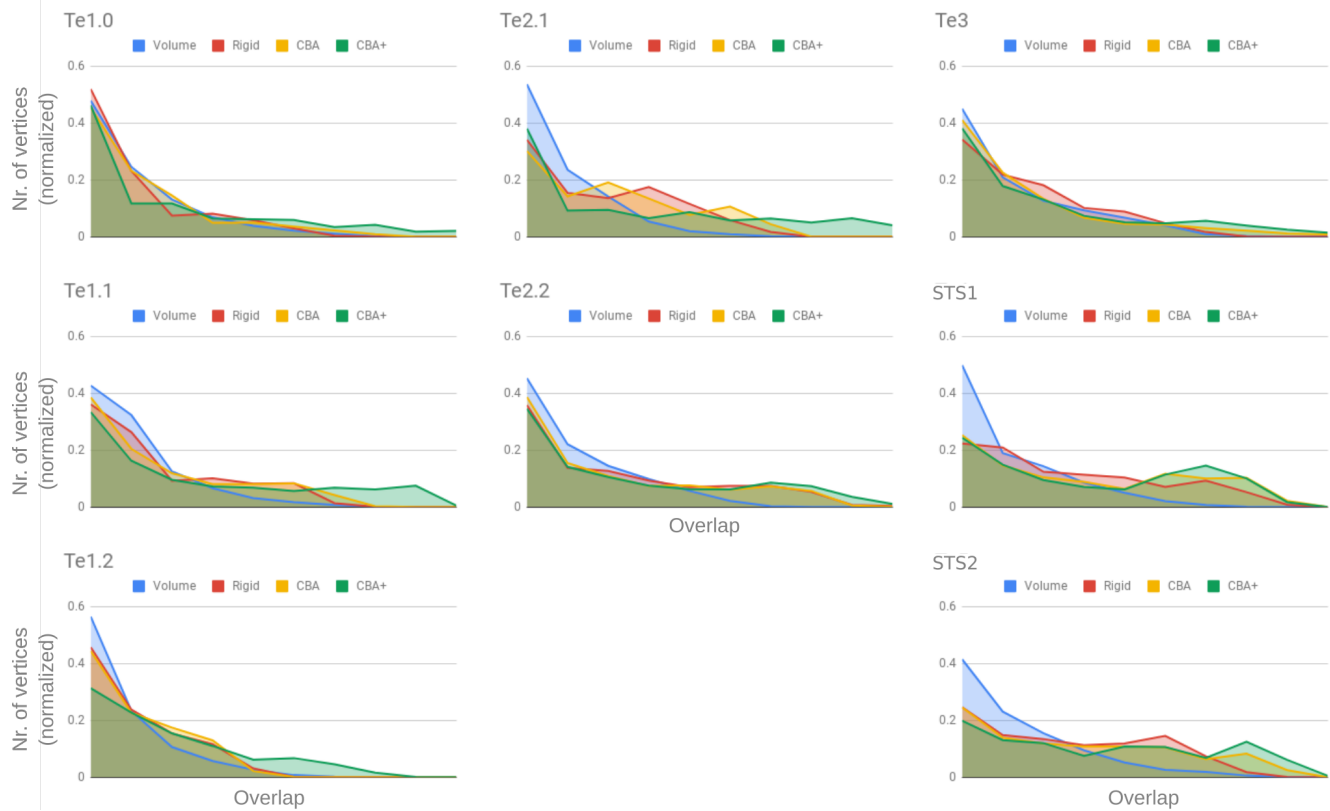 Te1.0
Volume Rigid CBA CBA+
Nr. of vertices
(normalized)
0.6
0.4
0.2
0
Te2.1
Volume Rigid CBA CBA+
0.6
0.4
0.2
0
Te3
Volume Rigid CBA CBA+
0.6
0.4
0.2
0
Te1.1
Volume Rigid CBA CBA+
Nr. of vertices
(normalized)
0.6
0.4
0.2
0
Te2.2
Volume Rigid CBA CBA+
0.6
0.4
0.2
0
Overlap
STS1
Volume Rigid CBA CBA+
0.6
0.4
0.2
0
Te1.2
Volume Rigid CBA CBA+
Nr. of vertices
(normalized)
0.6
0.4
0.2
0
Overlap
STS2
Volume Rigid CBA CBA+
0.6
0.4
0.2
0
Overlap